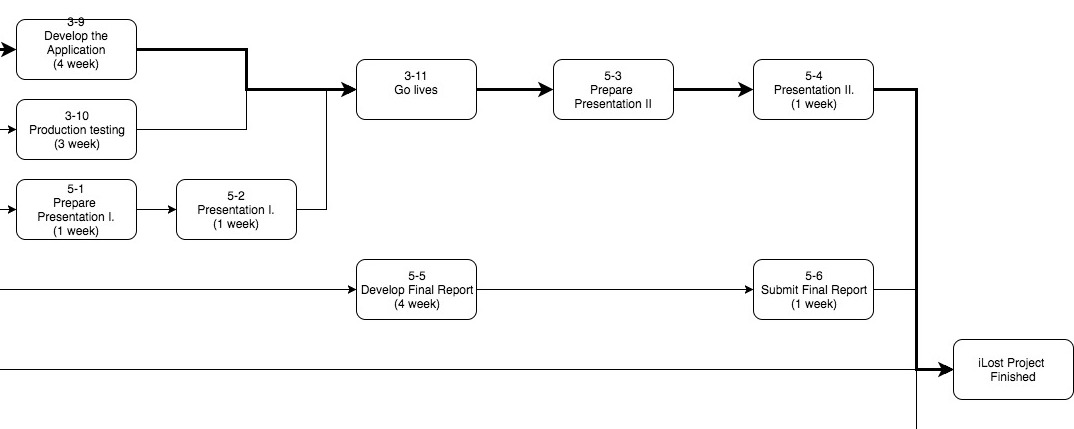 3-9
Develop the
Application
(4 week)
3-10
Production testing
(3 week)
5-1
Prepare
Presentation I.
(1 week)
5-2
Presentation I.
(1 week)
3-11
Go lives
5-3
Prepare
Presentation II
5-4
Presentation II.
(1 week)
5-5
Develop Final Report
(4 week)
5-6
Submit Final Report
(1 week)
iLost Project
Finished